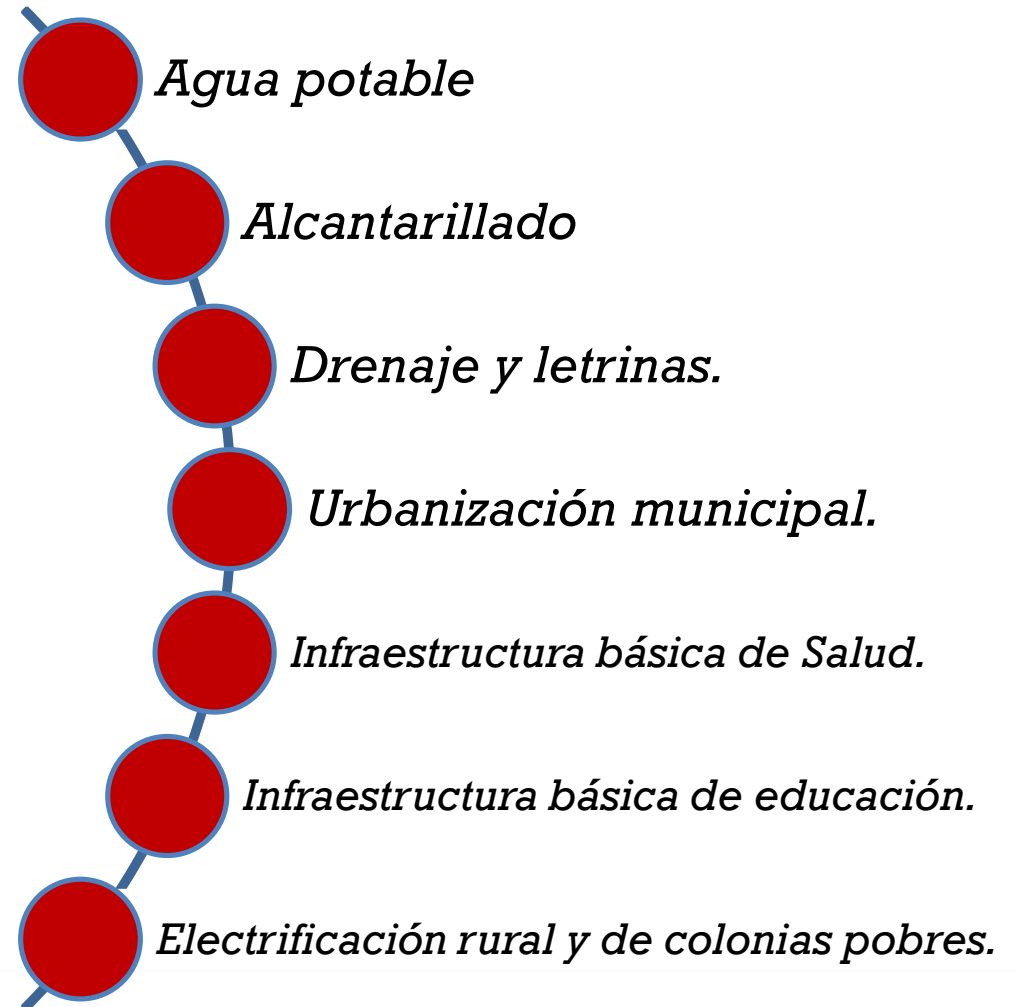 Agua potable
Alcantarillado
Drenaje y letrinas.
Urbanización municipal.
Infraestructura básica de Salud.
Infraestructura básica de educación.
Electrificación rural y de colonias pobres.